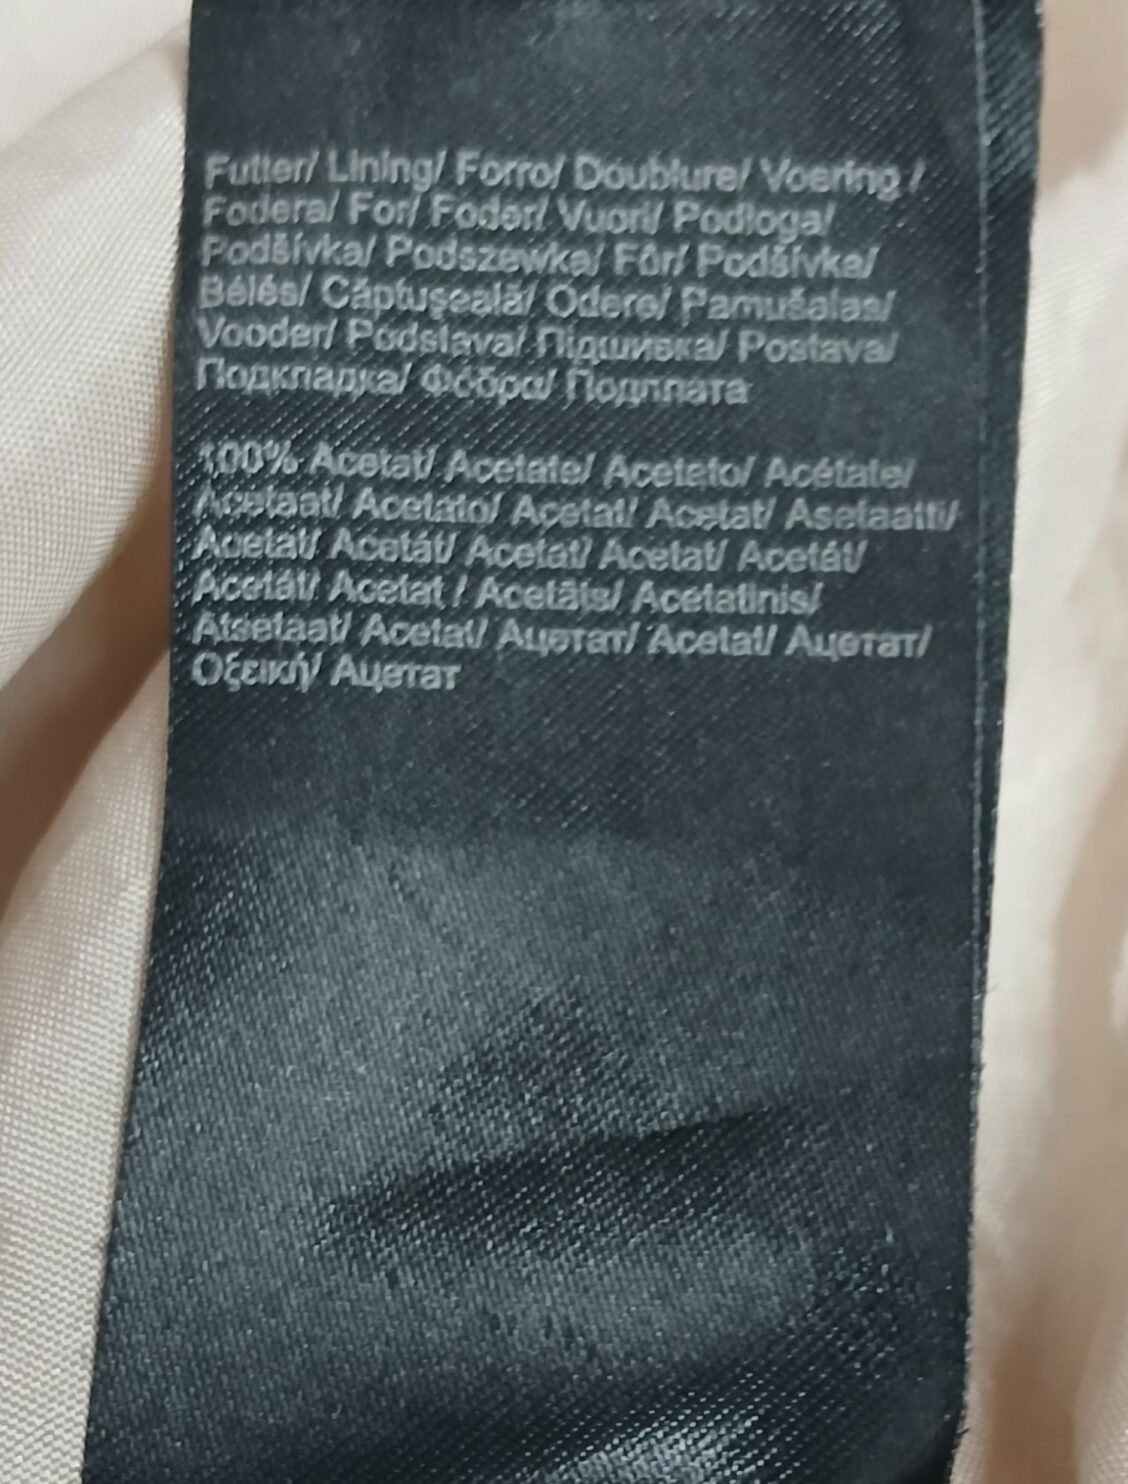 Futter/ Lining/ Forro/ Doublure/ Voering /
Fodera/ For/ Foder/ Vuori/ Podloga/
Podšívka/ Podszewka/ Fôr/ Podšívka/
Bélés/ Căptuşeală/ Odere/ Pamušalas/
Vooder/ Podstava/ Підшивка/ Postava/
Подкладка/ Φόδρα/ Подплата
100% Acetat/ Acetate/ Acetato/ Acétate/
Acetaat/ Acetato/ Acetat/ Acetat/ Asetaatti/
Acetat/ Acetát/ Acetat/ Acetat/ Acetát/
Acetát/ Acetat / Acetāts/ Acetatinis/
Atsetaat/ Acetat/ Ацетат/ Acetat/ Ацетат/
Οξεική/ Ацетат